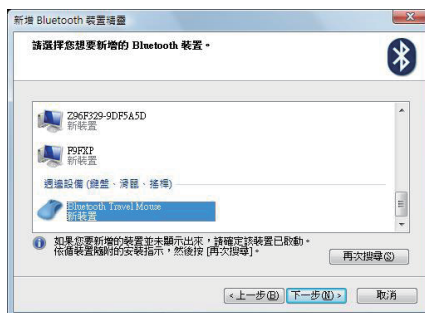 新增 Bluetooth 裝置精靈
請選擇您想要新增的 Bluetooth 裝置。
Z96F329-9DF5A5D
新裝置
F9FXP
新裝置
週邊設備 (鍵盤、滑鼠、搖桿)
Bluetooth Travel Mouse
新裝置
如果您要新增的裝置並未顯示出來，請確定該裝置已啟動。
依循裝置隨附的安裝指示，然後按 [再次搜尋]。
再次搜尋(S)
<上一步(B) 下一步(N)> 取消